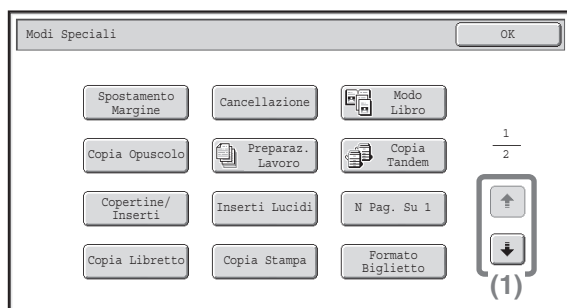 Modi Speciali
OK
Spostamento
Margine
Cancellazione
Modo
Libro
Copia Opuscolo
Preparaz.
Lavoro
Copia
Tandem
1
2
Copertine/
Inserti
Inserti Lucidi
N Pag. Su 1
Copia Libretto
Copia Stampa
Formato
Biglietto
(1)